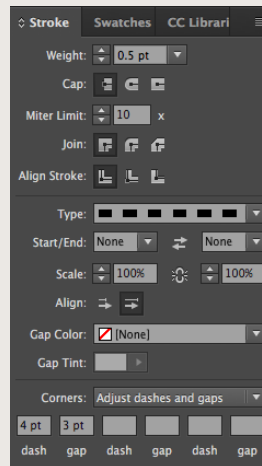 Stroke Swatches CC Librari
Weight: 0.5 pt
Cap:
Miter Limit: 10 x
Join:
Align Stroke:
Type:
Start/End: None None
Scale: 100% 100%
Align:
Gap Color: [None]
Gap Tint:
Corners: Adjust dashes and gaps
4 pt 3 pt
dash gap dash gap dash gap